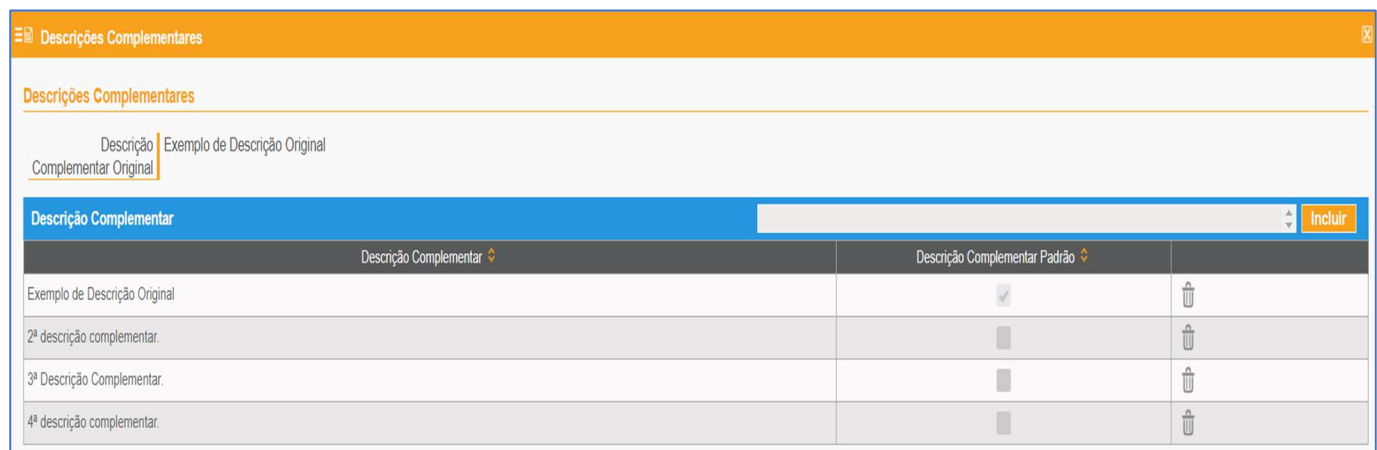 Descrições Complementares
Descrições Complementares
Descrição Complementar Original
Exemplo de Descrição Original
Descrição Complementar
Incluir
Descrição Complementar
Descrição Complementar Padrão
Exemplo de Descrição Original
2ª descrição complementar.
3ª Descrição Complementar.
4ª descrição complementar.